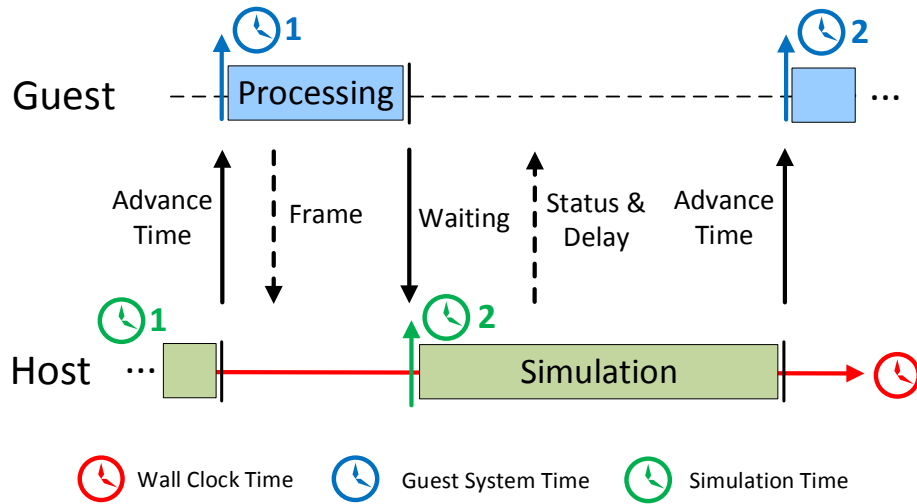 1
2
Guest
Processing
...
Advance
Time
Frame
Waiting
Status &
Delay
Advance
Time
1
2
Host
...
Simulation
Wall Clock Time
Guest System Time
Simulation Time